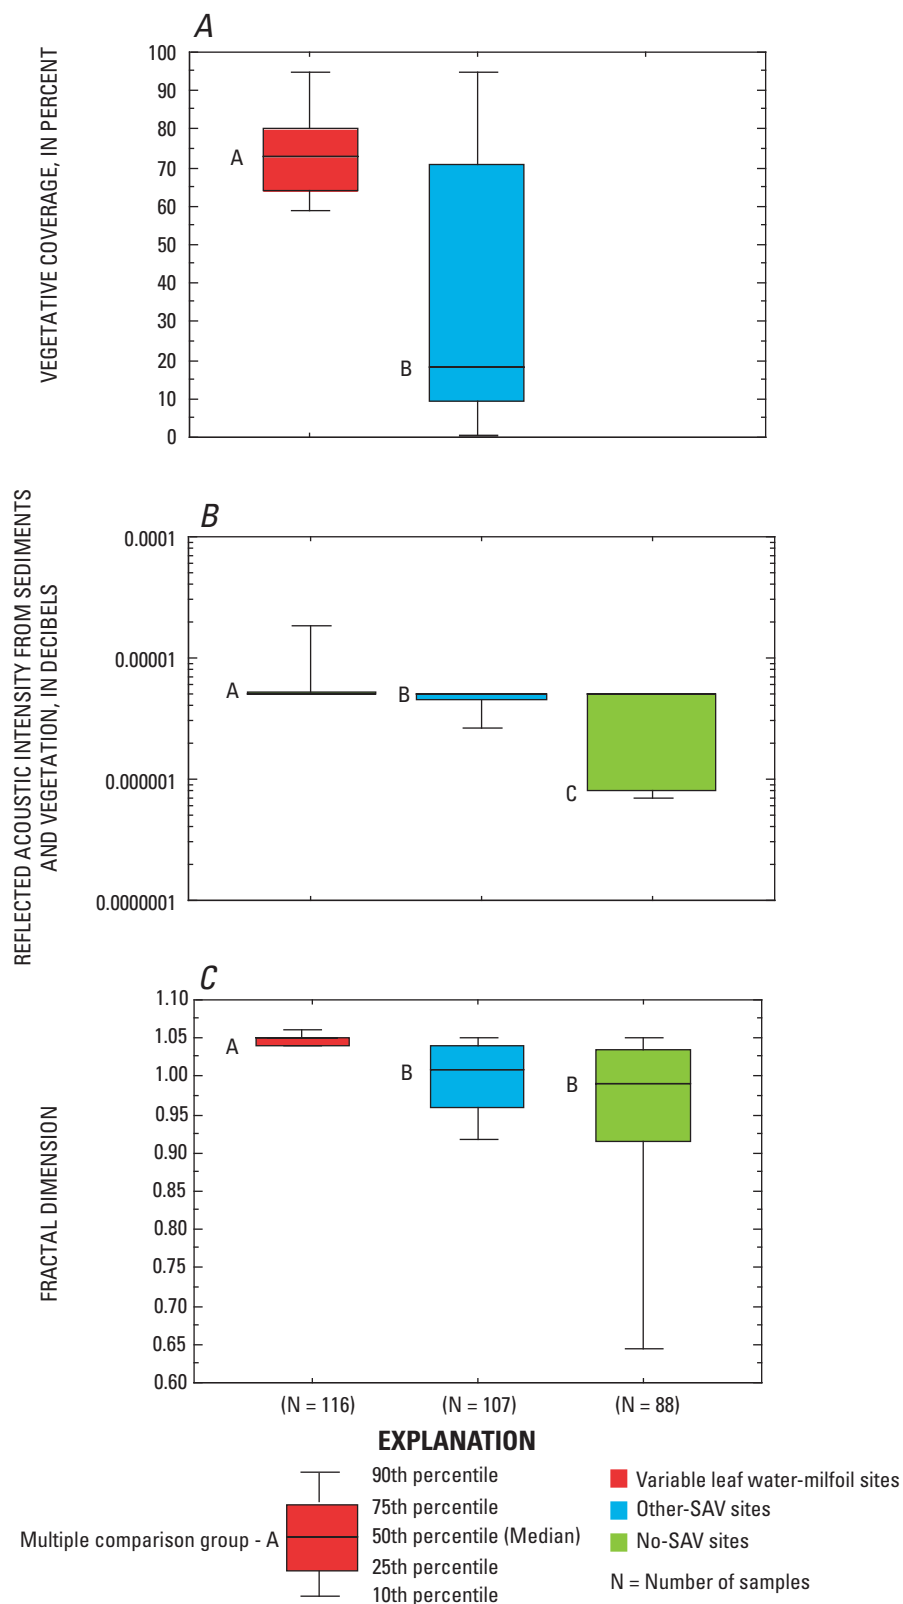 A
VEGETATIVE COVERAGE, IN PERCENT
100
90
80
70
60
50
40
30
20
10
0
A
B
B
REFLECTED ACOUSTIC INTENSITY FROM SEDIMENTS
AND VEGETATION, IN DECIBELS
0.0001
0.00001
0.000001
0.0000001
A
B
C
C
FRACTAL DIMENSION
1.10
1.05
1.00
0.95
0.90
0.85
0.80
0.75
0.70
0.65
0.60
A
B
B
(N = 116)
(N = 107)
(N = 88)
EXPLANATION
Multiple comparison group - A
90th percentile
75th percentile
50th percentile (Median)
25th percentile
10th percentile
Variable leaf water-milfoil sites
Other-SAV sites
No-SAV sites
N = Number of samples